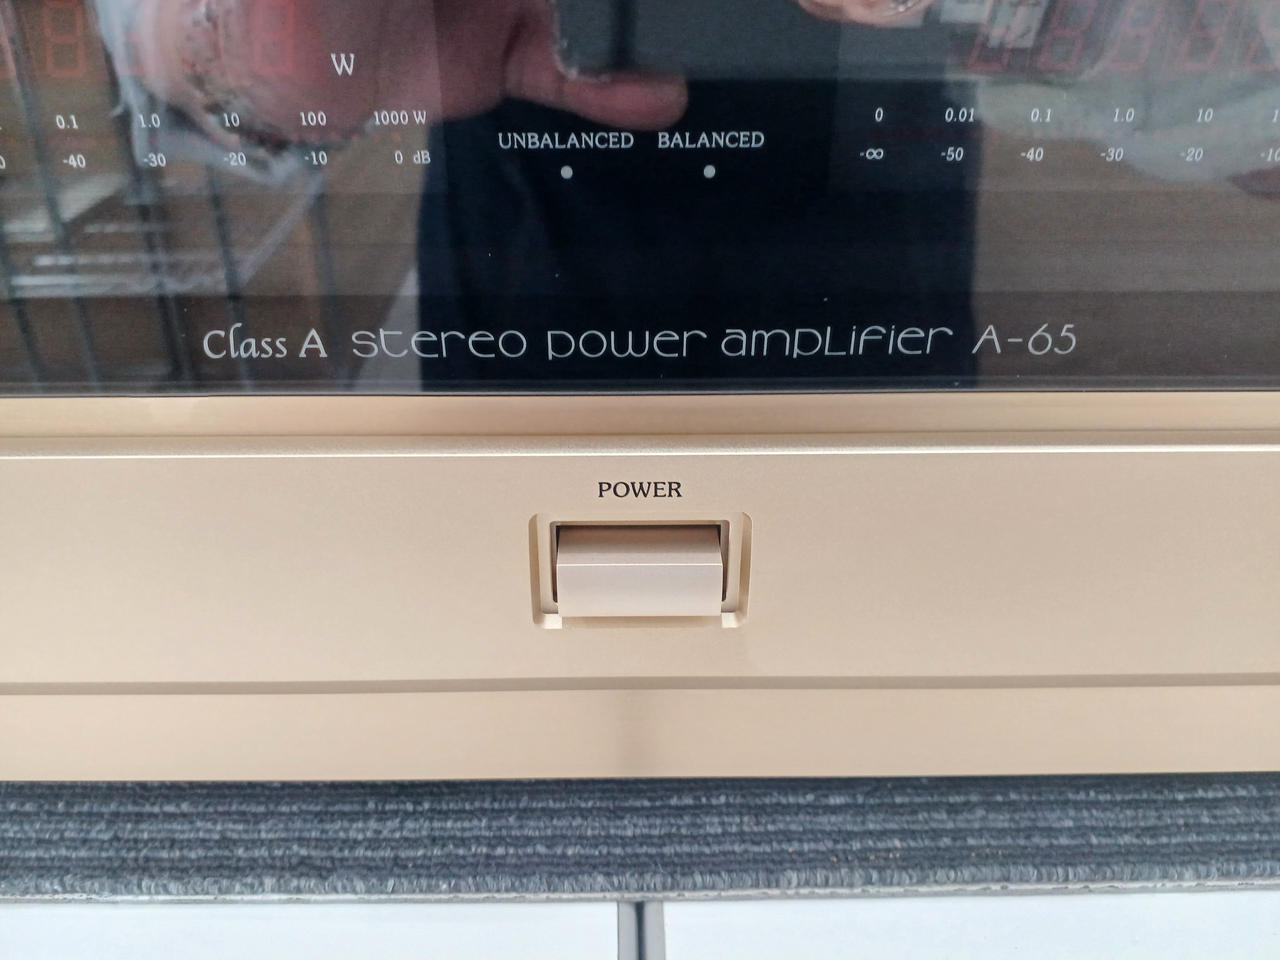 W
0.1 1.0 10 100 1000 W
-40 -30 -20 -10 0 dB
UNBALANCED BALANCED
0 0.01 0.1 1.0 10
-∞ -50 -40 -30 -20
Class A stereo power amplifier A-65
POWER